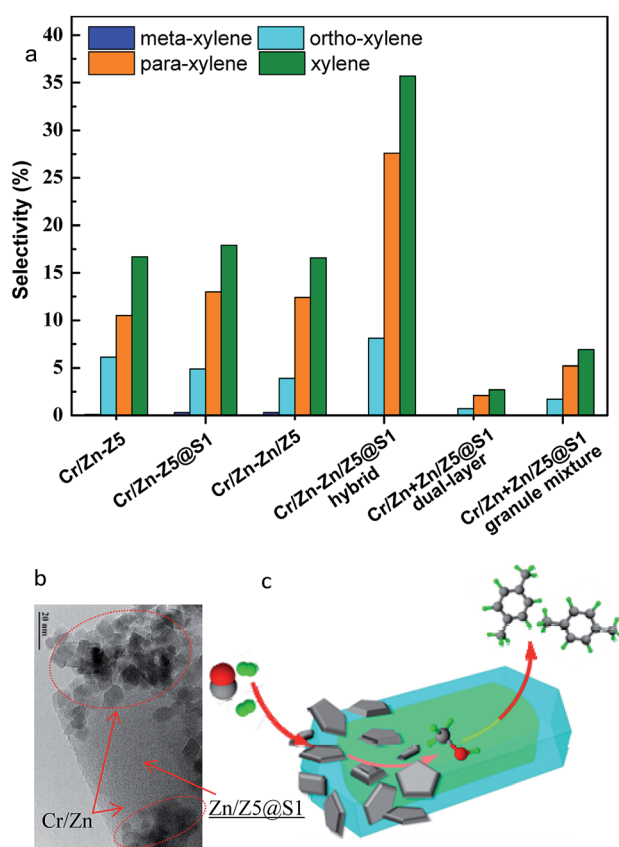 a
meta-xylene ortho-xylene
para-xylene xylene
Selectivity (%)
40
35
30
25
20
15
10
5
0
Cr/Zn-Z5
Cr/Zn-Z5@S1
Cr/Zn-Zn/Z5
Cr/Zn-Zn/Z5@S1
hybrid
Cr/Zn+Zn/Z5@S1
dual-layer
Cr/Zn+Zn/Z5@S1
granule mixture
b
c
20 nm
Cr/Zn
Zn/Z5@S1